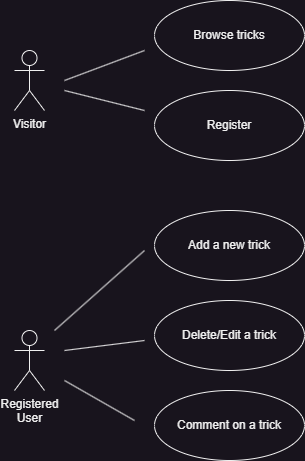 Browse tricks
Visitor
Register
Add a new trick
Delete/Edit a trick
Registered
User
Comment on a trick